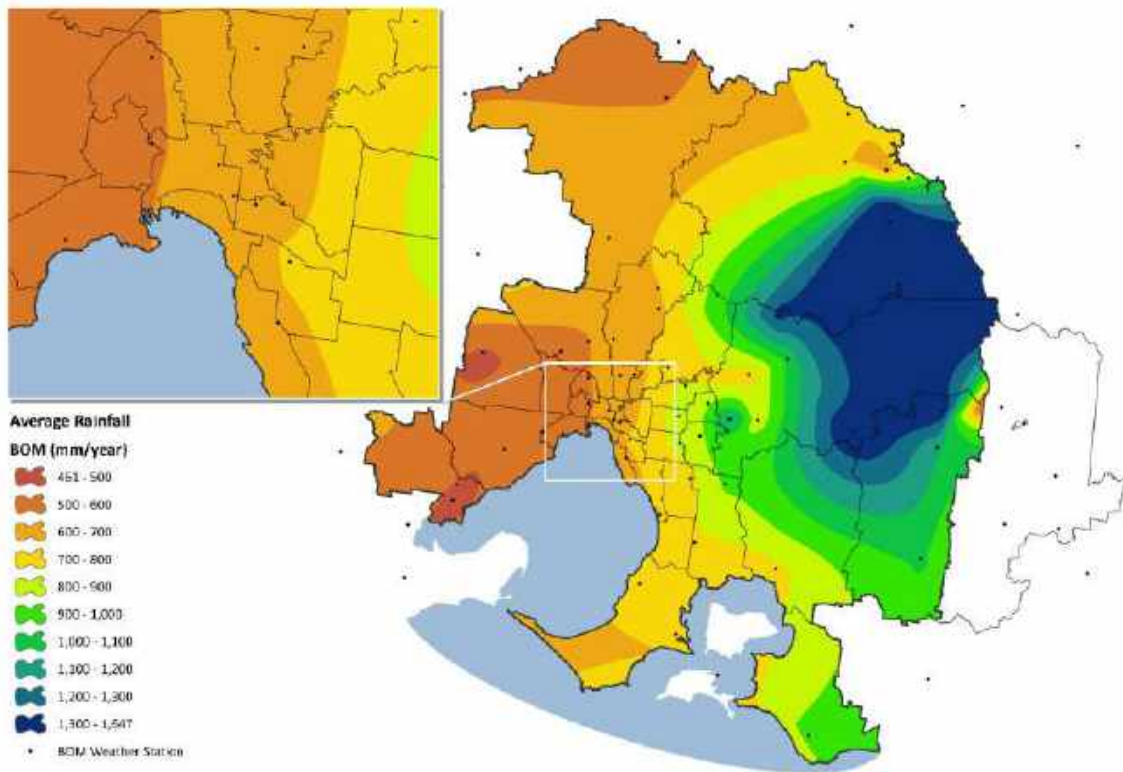 Average Rainfall
BOM (mm/year)
461 - 500
500 - 600
600 - 700
700 - 800
800 - 900
900 - 1,000
1,000 - 1,100
1,100 - 1,200
1,200 - 1,300
1,300 - 1,547
BOM Weather Station